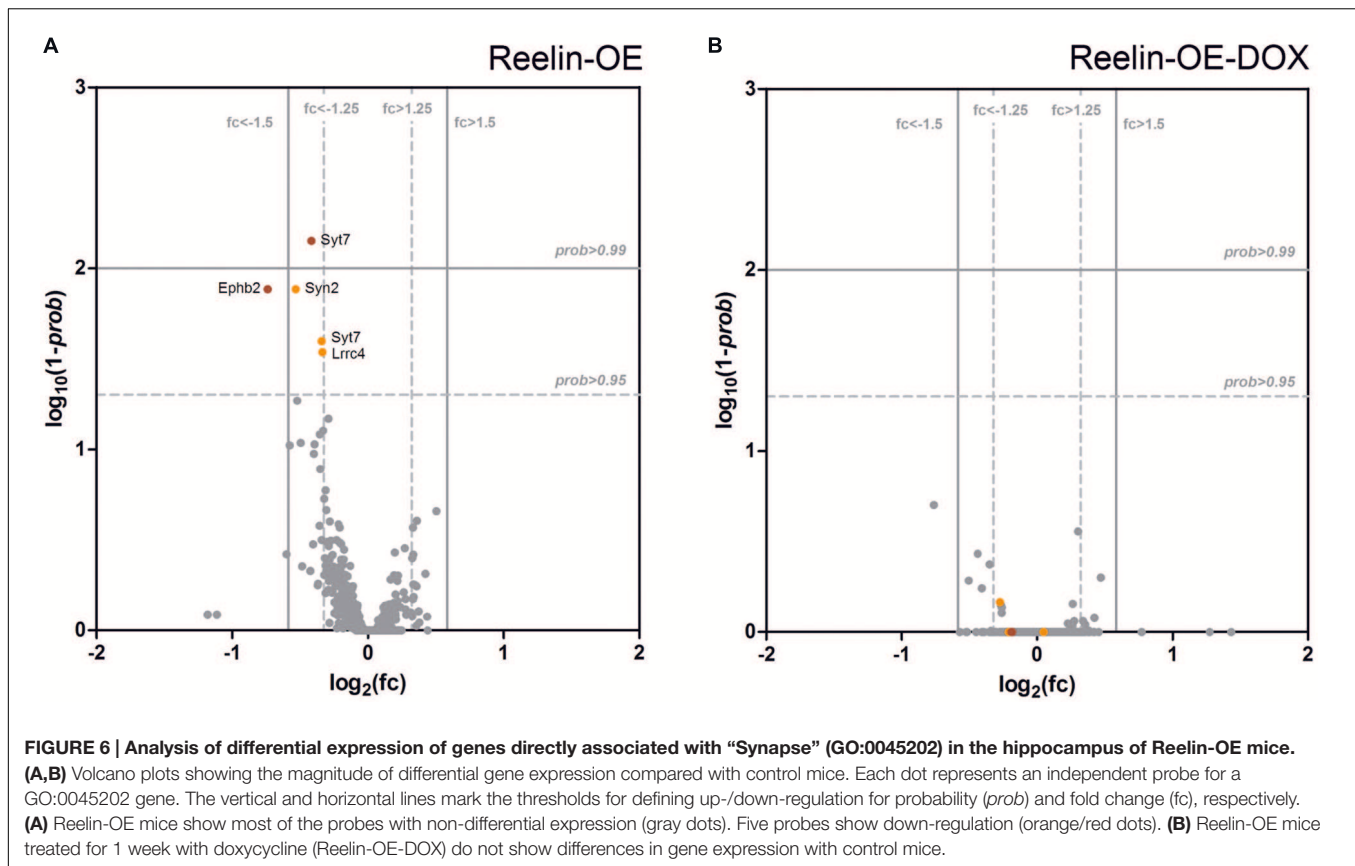 A
Reelin-OE
3
fc<-1.5
fc<-1.25
fc>1.25
fc>1.5
Syt7
prob>0.99
2
Ephb2
Syn2
Syt7
Lrrc4
prob>0.95
1
0
log10(1-prob)
-2
-1
0
1
2
log2(fc)
B
Reelin-OE-DOX
3
fc<-1.5
fc<-1.25
fc>1.25
fc>1.5
prob>0.99
2
prob>0.95
1
0
log10(1-prob)
-2
-1
0
1
2
log2(fc)
FIGURE 6 | Analysis of differential expression of genes directly associated with “Synapse” (GO:0045202) in the hippocampus of Reelin-OE mice.
(A,B) Volcano plots showing the magnitude of differential gene expression compared with control mice. Each dot represents an independent probe for a
GO:0045202 gene. The vertical and horizontal lines mark the thresholds for defining up-/down-regulation for probability (prob) and fold change (fc), respectively.
(A) Reelin-OE mice show most of the probes with non-differential expression (gray dots). Five probes show down-regulation (orange/red dots). (B) Reelin-OE mice
treated for 1 week with doxycycline (Reelin-OE-DOX) do not show differences in gene expression with control mice.